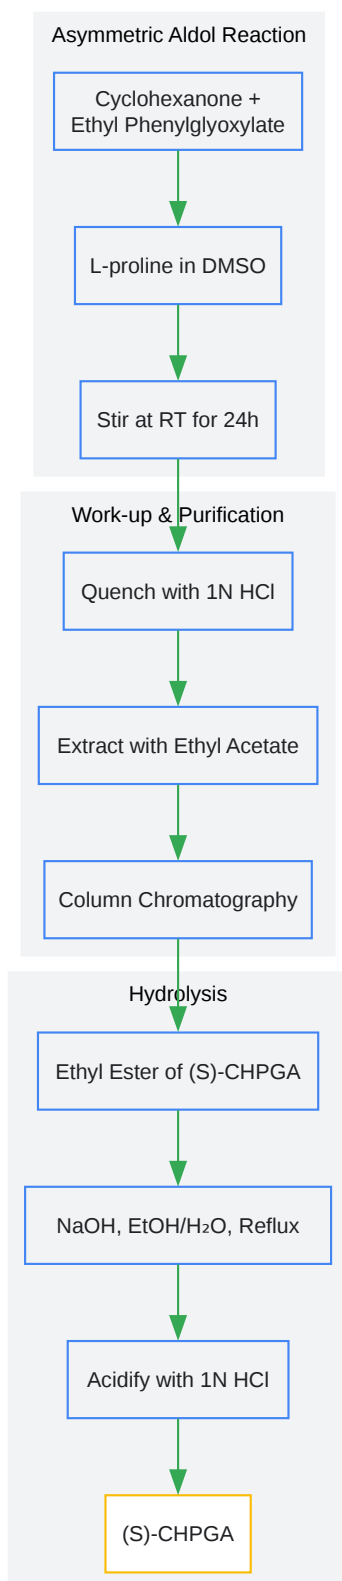 Asymmetric Aldol Reaction
Cyclohexanone +
Ethyl Phenylglyoxylate
L-proline in DMSO
Stir at RT for 24h
Work-up & Purification
Quench with 1N HCl
Extract with Ethyl Acetate
Column Chromatography
Hydrolysis
Ethyl Ester of (S)-CHPGA
NaOH, EtOH/H₂O, Reflux
Acidify with 1N HCl
(S)-CHPGA